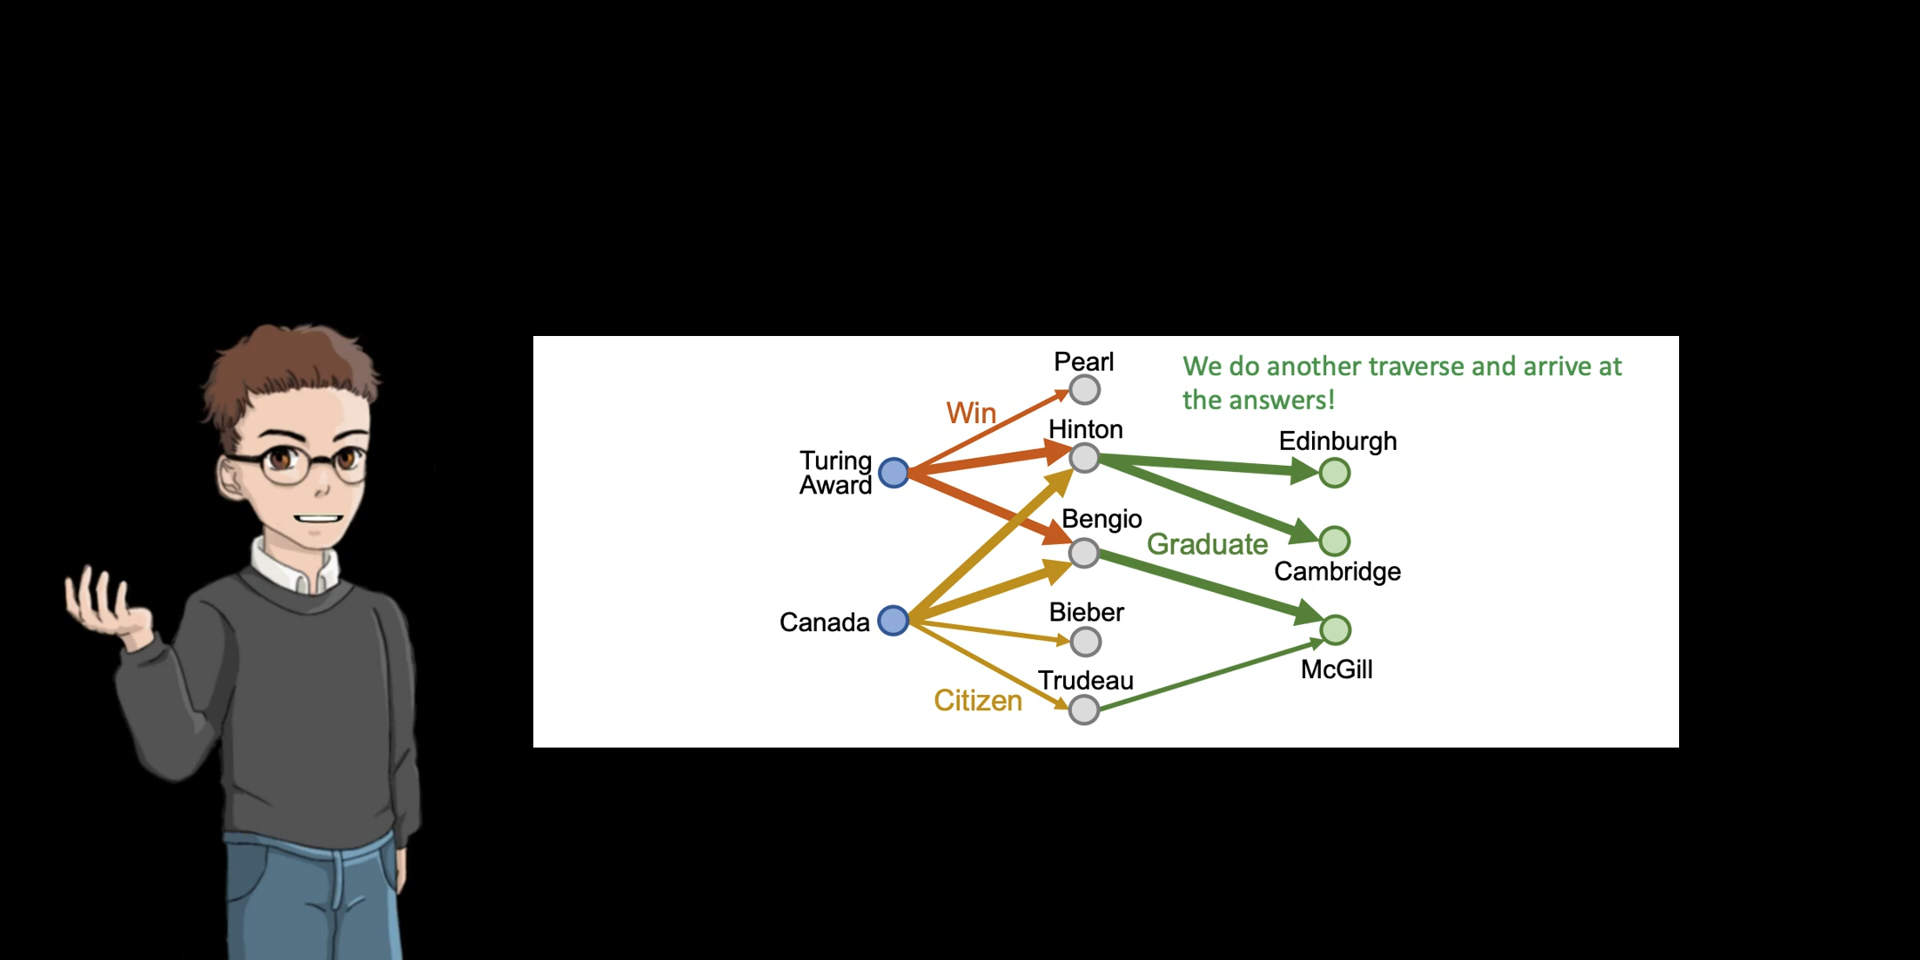 Pearl
We do another traverse and arrive at
the answers!
Win
Hinton
Edinburgh
Turing
Award
Bengio
Graduate
Cambridge
Bieber
Canada
McGill
Trudeau
Citizen